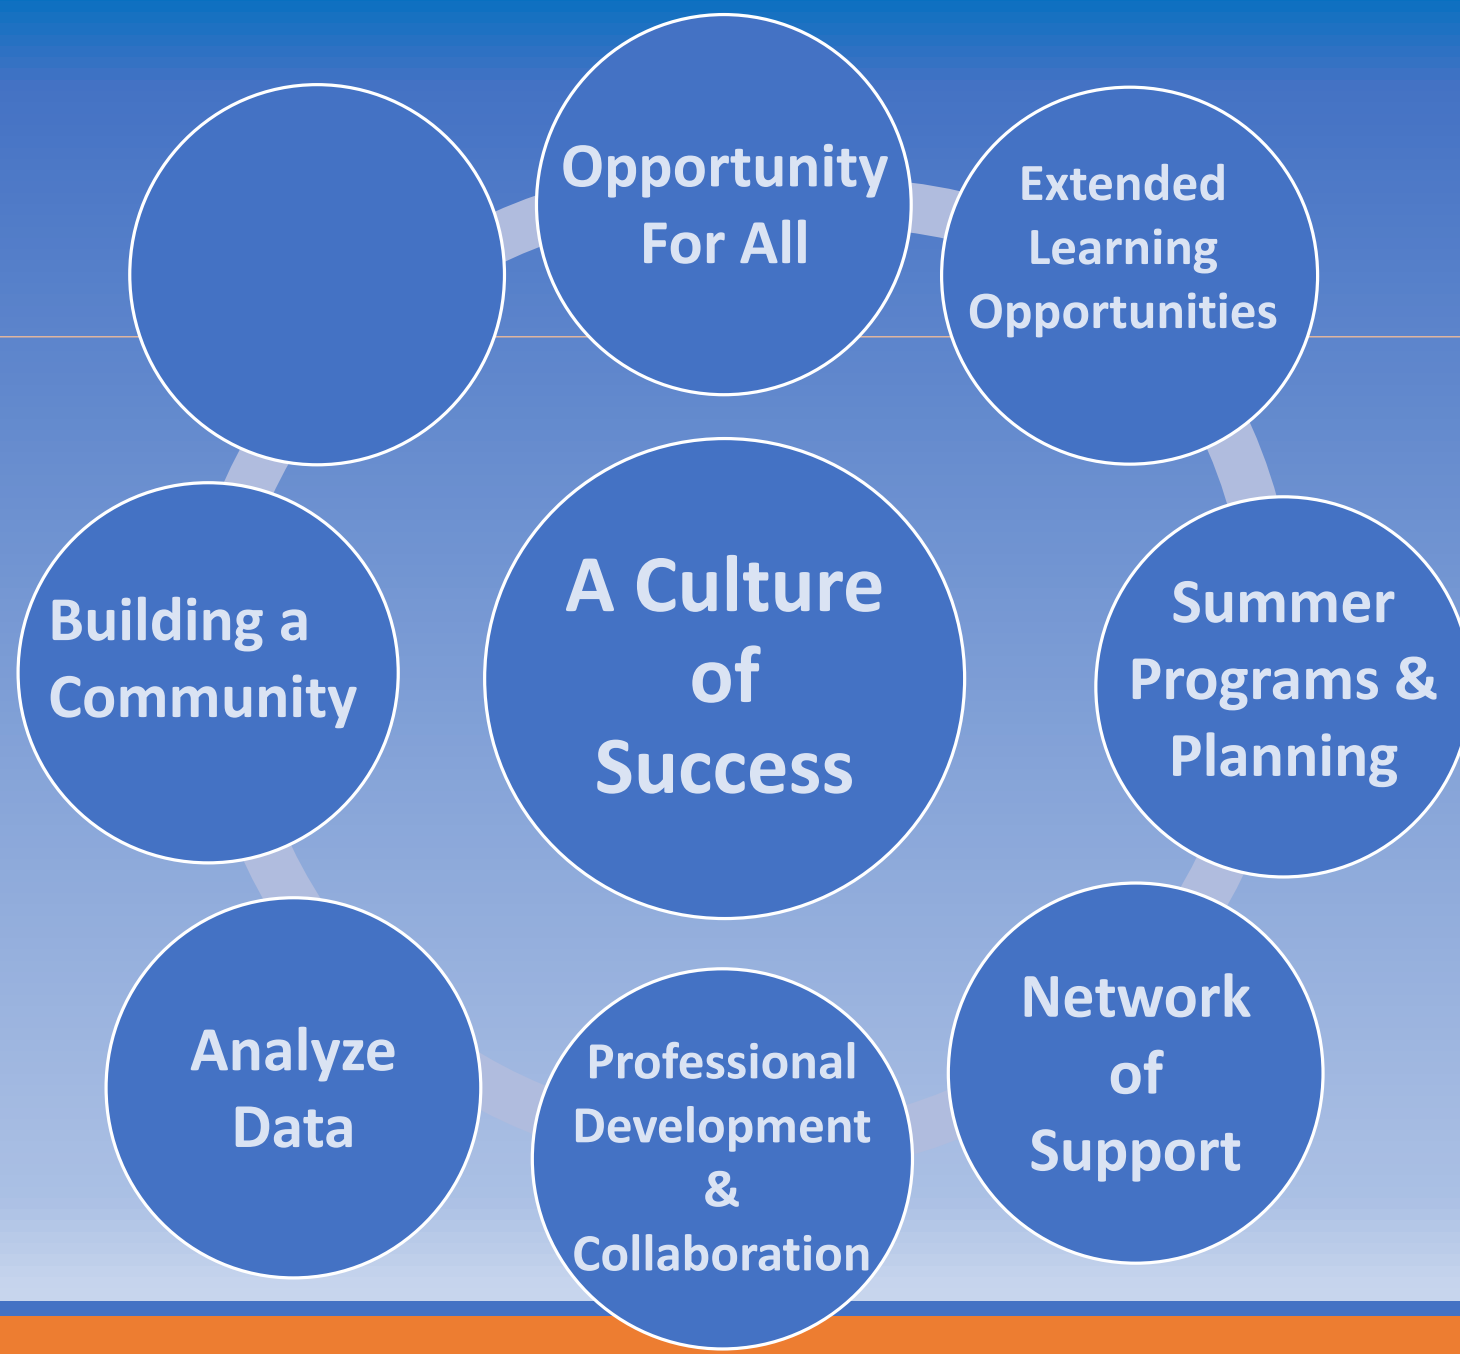 Opportunity
For All
Extended
Learning
Opportunities
Summer
Programs &
Planning
Network
of
Support
Professional
Development
&
Collaboration
Analyze
Data
Building a
Community
A Culture
of
Success